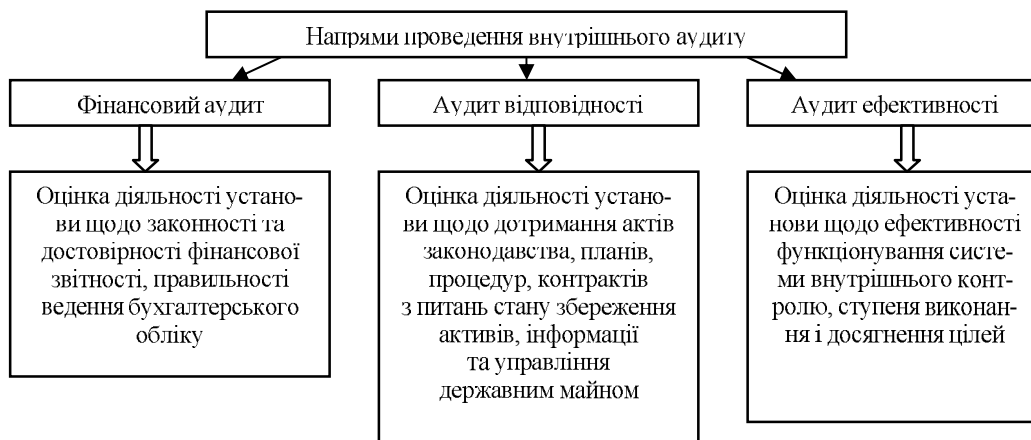 Напрями проведення внутрішнього аудиту
Фінансовий аудит
Аудит відповідності
Аудит ефективності
Оцінка діяльності устано-
ви щодо законності та
достовірності фінансової
звітності, правильності
ведення бухгалтерського
обліку
Оцінка діяльності устано-
ви щодо дотримання актів
законодавства, планів,
процедур, контрактів
з питань стану збереження
активів, інформації
та управління
державним майном
Оцінка діяльності уста-
нови щодо ефективності
функціонування систе-
ми внутрішнього конт-
ролю, ступеня виконан-
ня і досягнення цілей